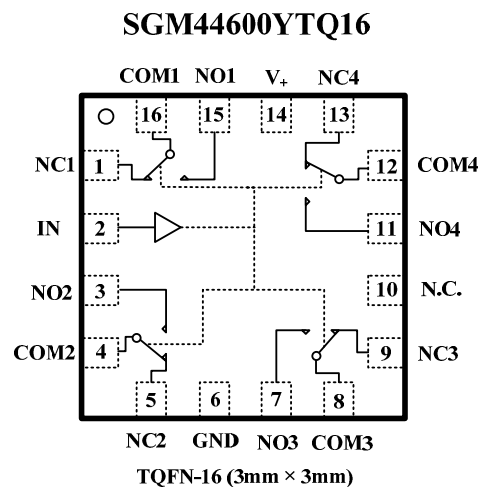 SGM44600YTQ16
COM1 NO1 V+ NC4
16 15 14 13
NC1 1 12 COM4
IN 2 11 NO4
NO2 3 10 N.C.
COM2 4 9 NC3
5 6 7 8
NC2 GND NO3 COM3
TQFN-16 (3mm × 3mm)